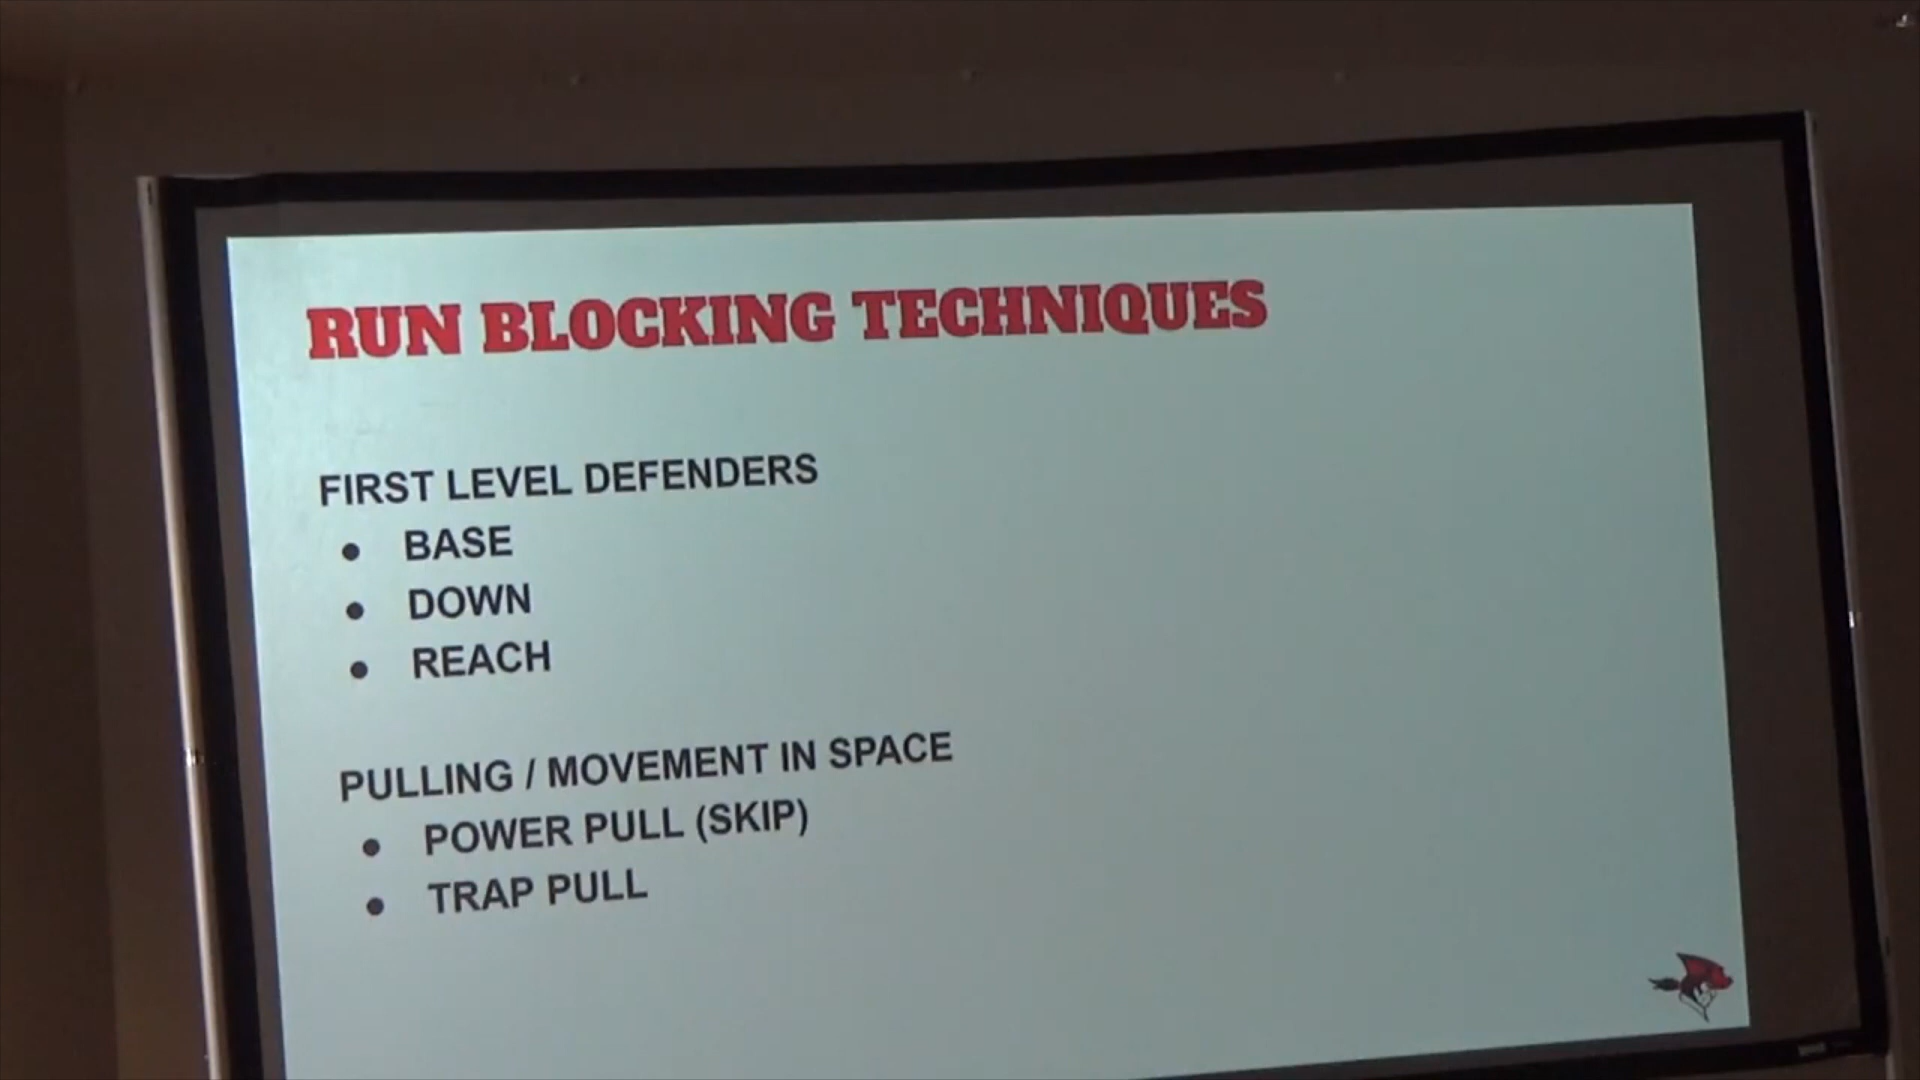 RUN BLOCKING TECHNIQUES
FIRST LEVEL DEFENDERS
● BASE
● DOWN
● REACH
PULLING / MOVEMENT IN SPACE
● POWER PULL (SKIP)
● TRAP PULL